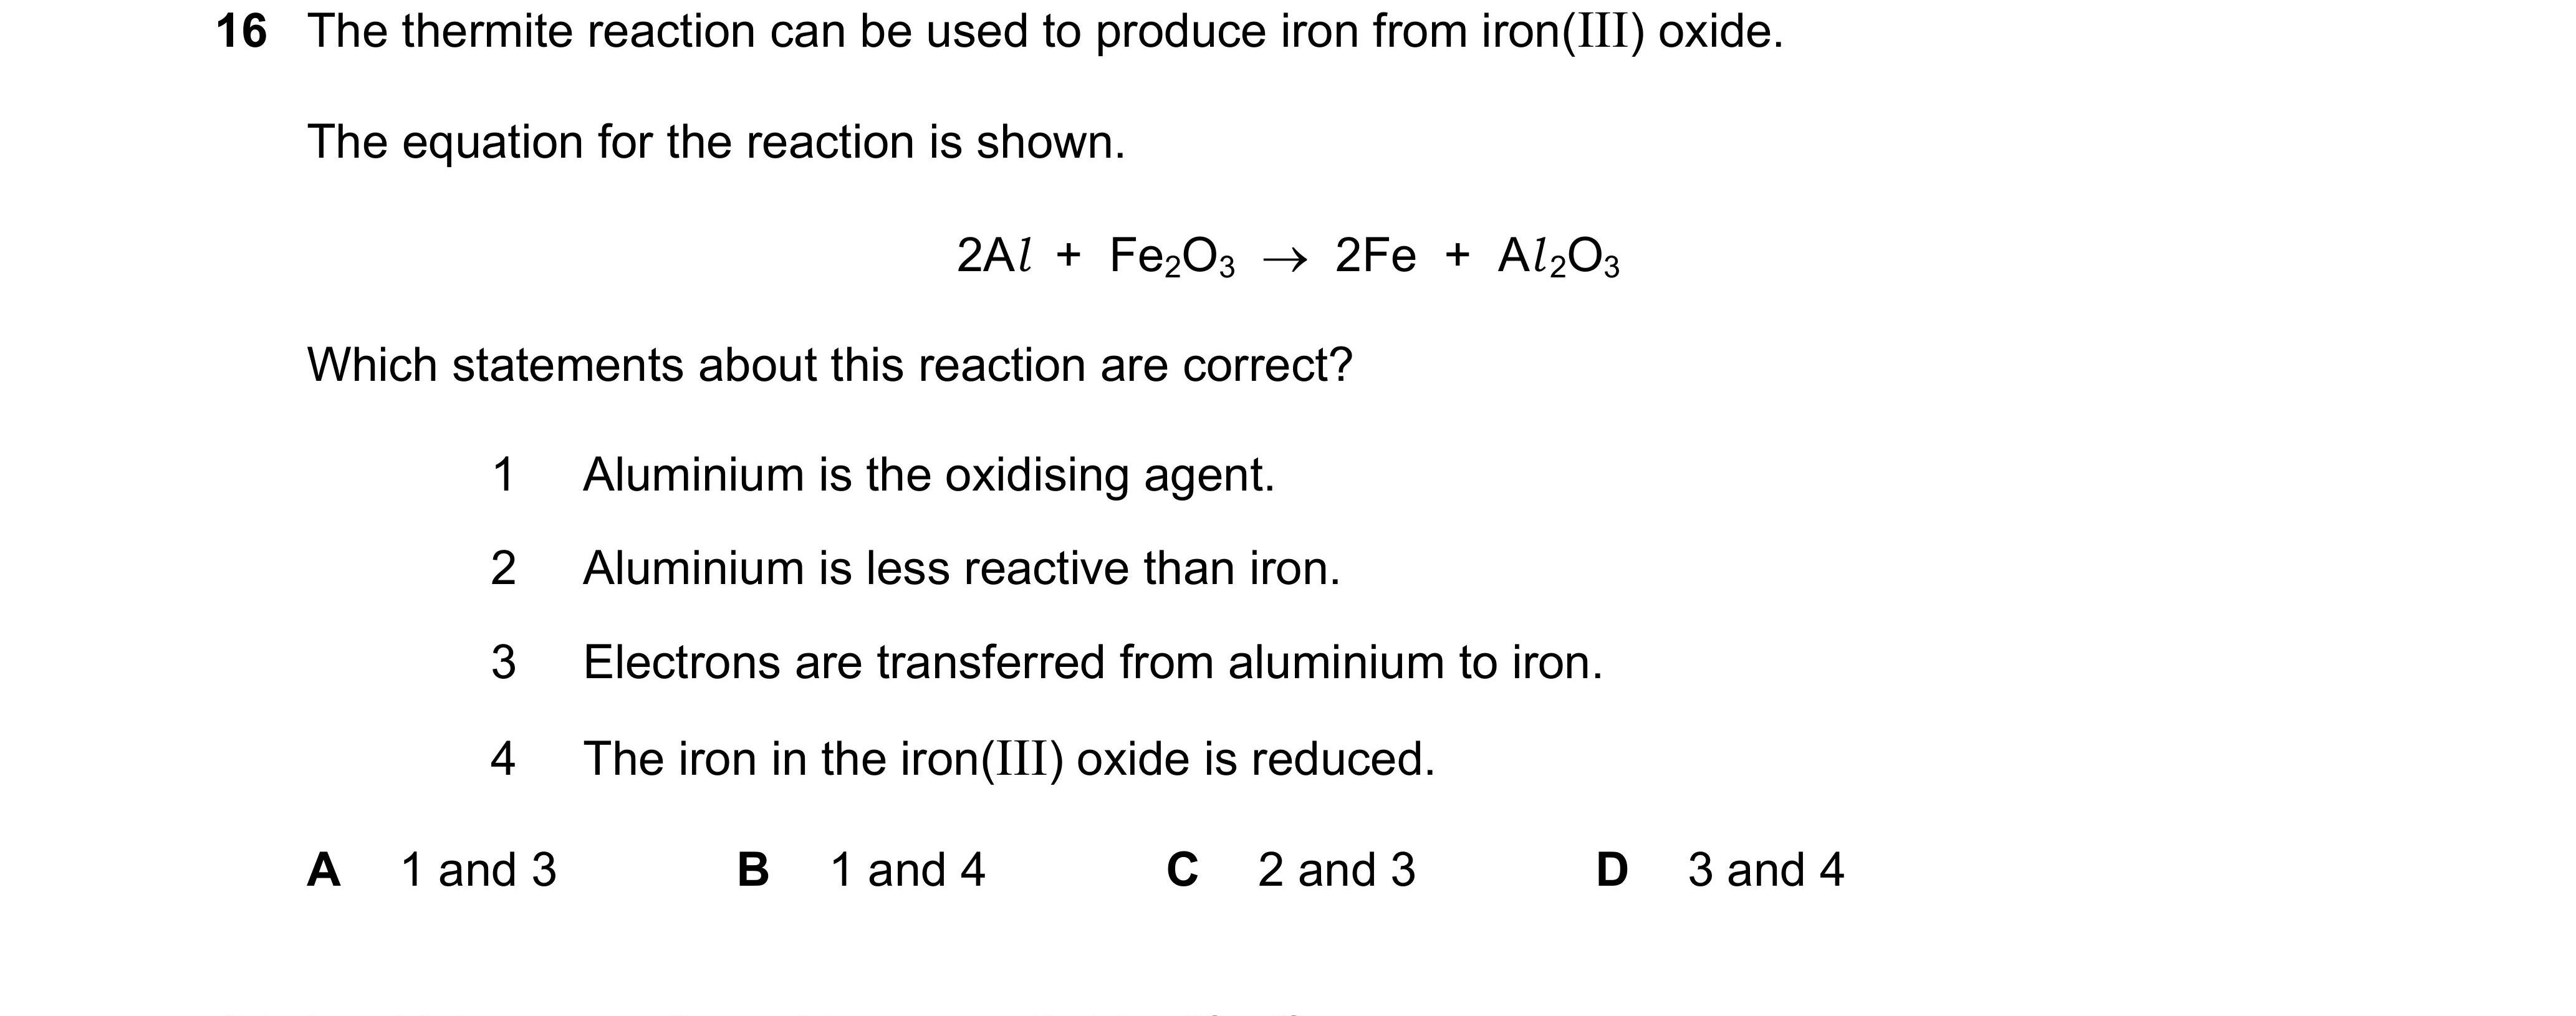 16 The thermite reaction can be used to produce iron from iron(III) oxide.
The equation for the reaction is shown.
2Al + Fe₂O₃ → 2Fe + Al₂O₃
Which statements about this reaction are correct?
1 Aluminium is the oxidising agent.
2 Aluminium is less reactive than iron.
3 Electrons are transferred from aluminium to iron.
4 The iron in the iron(III) oxide is reduced.
A 1 and 3 B 1 and 4 C 2 and 3 D 3 and 4